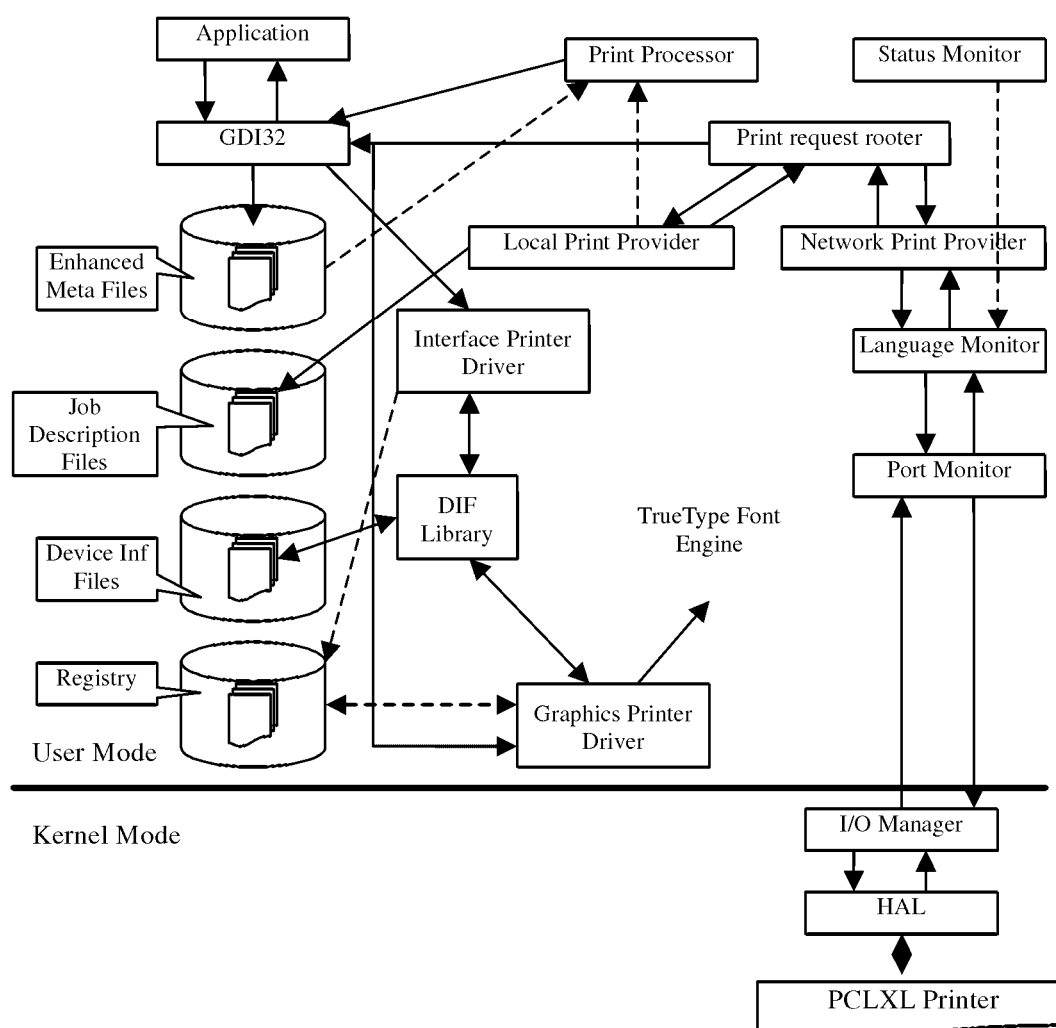 Application
Print Processor
Status Monitor
GDI32
Print request rooter
Local Print Provider
Network Print Provider
Enhanced
Meta Files
Interface Printer
Driver
Language Monitor
Job
Description
Files
Port Monitor
DIF
Library
TrueType Font
Engine
Device Inf
Files
Registry
Graphics Printer
Driver
User Mode
Kernel Mode
I/O Manager
HAL
PCLXL Printer